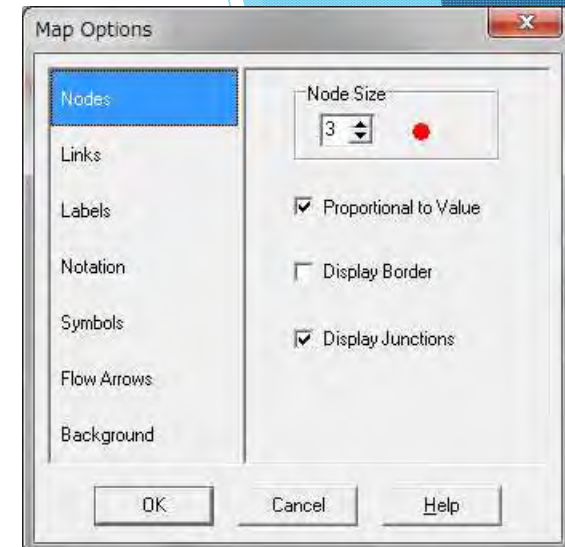 Map Options
Nodes
Links
Labels
Notation
Symbols
Flow Arrows
Background
Node Size
3
Proportional to Value
Display Border
Display Junctions
OK
Cancel
Help